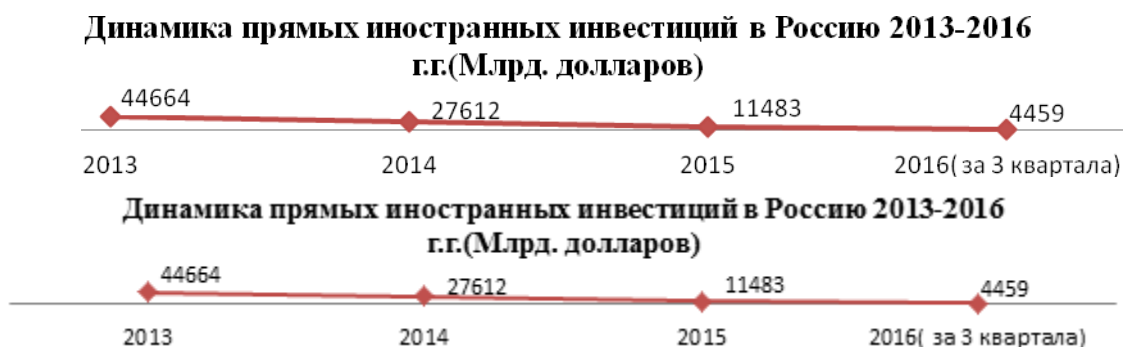 Динамика прямых иностранных инвестиций в Россию 2013-2016
г.г.(Млрд. долларов)
44664 27612 11483 4459
2013 2014 2015 2016( за 3 квартала)
Динамика прямых иностранных инвестиций в Россию 2013-2016
г.г.(Млрд. долларов)
44664 27612 11483 4459
2013 2014 2015 2016( за 3 квартала)